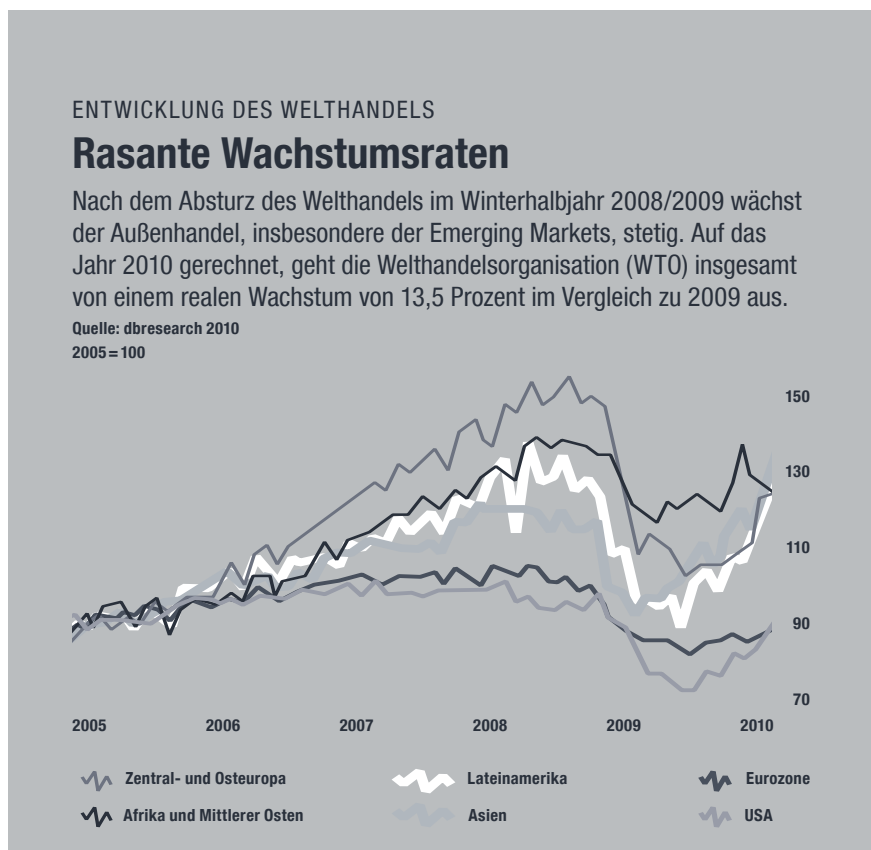 ENTWICKLUNG DES WELTHANDELS
Rasante Wachstumsraten
Nach dem Absturz des Welthandels im Winterhalbjahr 2008/2009 wächst
der Außenhandel, insbesondere der Emerging Markets, stetig. Auf das
Jahr 2010 gerechnet, geht die Welthandelsorganisation (WTO) insgesamt
von einem realen Wachstum von 13,5 Prozent im Vergleich zu 2009 aus.
Quelle: dbresearch 2010
2005=100
150
130
110
90
70
2005 2006 2007 2008 2009 2010
Zentral- und Osteuropa Lateinamerika Eurozone
Afrika und Mittlerer Osten Asien USA